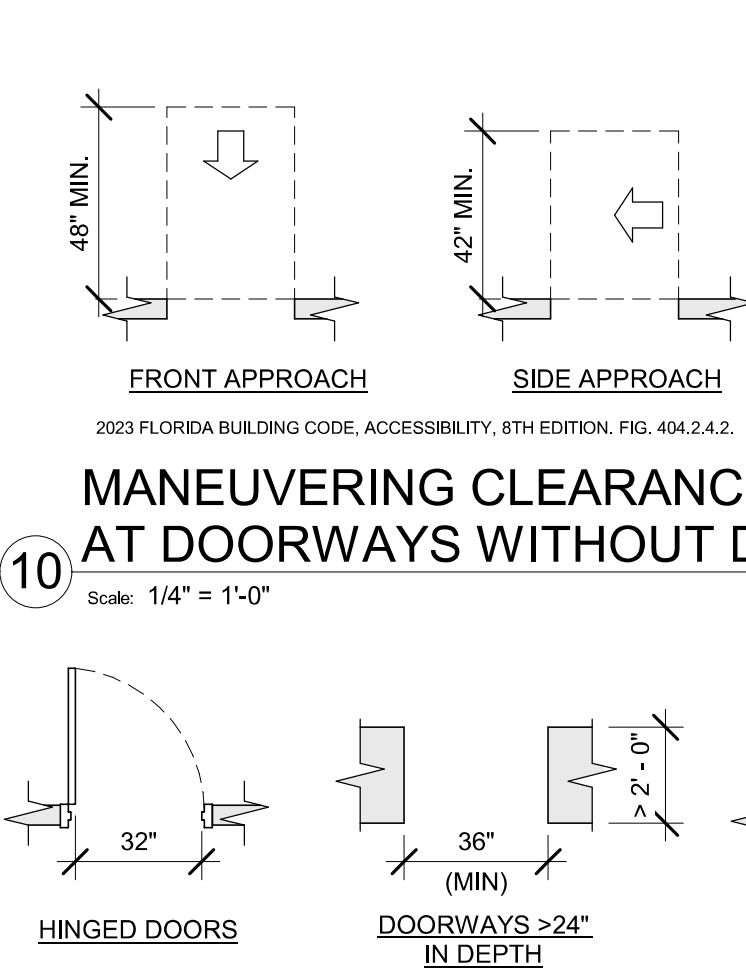 48" MIN.
42" MIN.
FRONT APPROACH
SIDE APPROACH
2023 FLORIDA BUILDING CODE, ACCESSIBILITY, 8TH EDITION. FIG. 404.2.4.2.
MANEUVERING CLEARANC
AT DOORWAYS WITHOUT
10
Scale: 1/4" = 1'-0"
> 2' - 0"
32"
36"
(MIN)
HINGED DOORS
DOORWAYS >24"
IN DEPTH